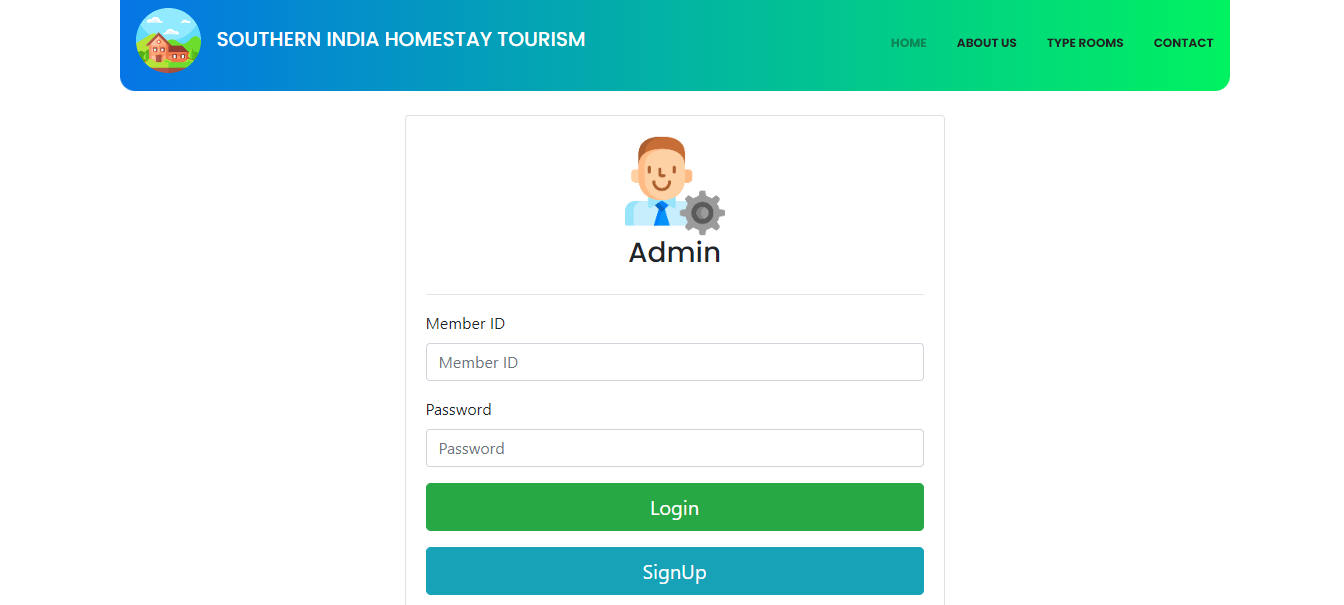 SOUTHERN INDIA HOMESTAY TOURISM
HOME ABOUT US TYPE ROOMS CONTACT
Admin
Member ID
Member ID
Password
Password
Login
SignUp